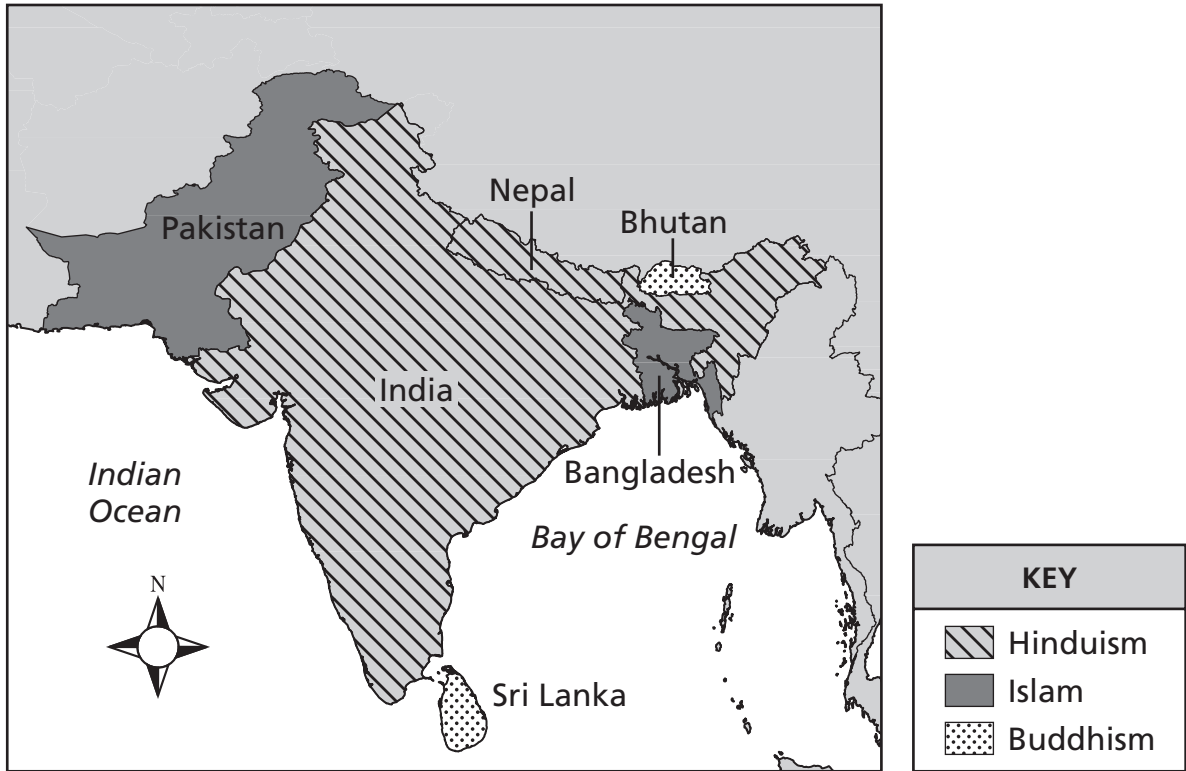 Nepal
Bhutan
Pakistan
India
Bangladesh
Indian
Ocean
Bay of Bengal
N
Sri Lanka
KEY
Hinduism
Islam
Buddhism